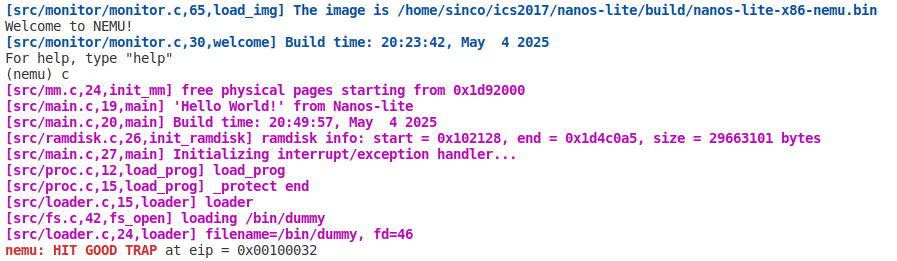 [src/monitor/monitor.c,65,load_img] The image is /home/sinco/ics2017/nanos-lite/build/nanos-lite-x86-nemu.bin
Welcome to NEMU!
[src/monitor/monitor.c,30,welcome] Build time: 20:23:42, May  4 2025
For help, type "help"
(nemu) c
[src/mm.c,24,init_mm] free physical pages starting from 0x1d92000
[src/main.c,19,main] 'Hello World!' from Nanos-lite
[src/main.c,20,main] Build time: 20:49:57, May  4 2025
[src/ramdisk.c,26,init_ramdisk] ramdisk info: start = 0x102128, end = 0x1d4c0a5, size = 29663101 bytes
[src/main.c,27,main] Initializing interrupt/exception handler...
[src/proc.c,12,load_prog] load_prog
[src/proc.c,15,load_prog] _protect end
[src/loader.c,15,loader] loader
[src/fs.c,42,fs_open] loading /bin/dummy
[src/loader.c,24,loader] filename=/bin/dummy, fd=46
nemu: HIT GOOD TRAP at eip = 0x00100032